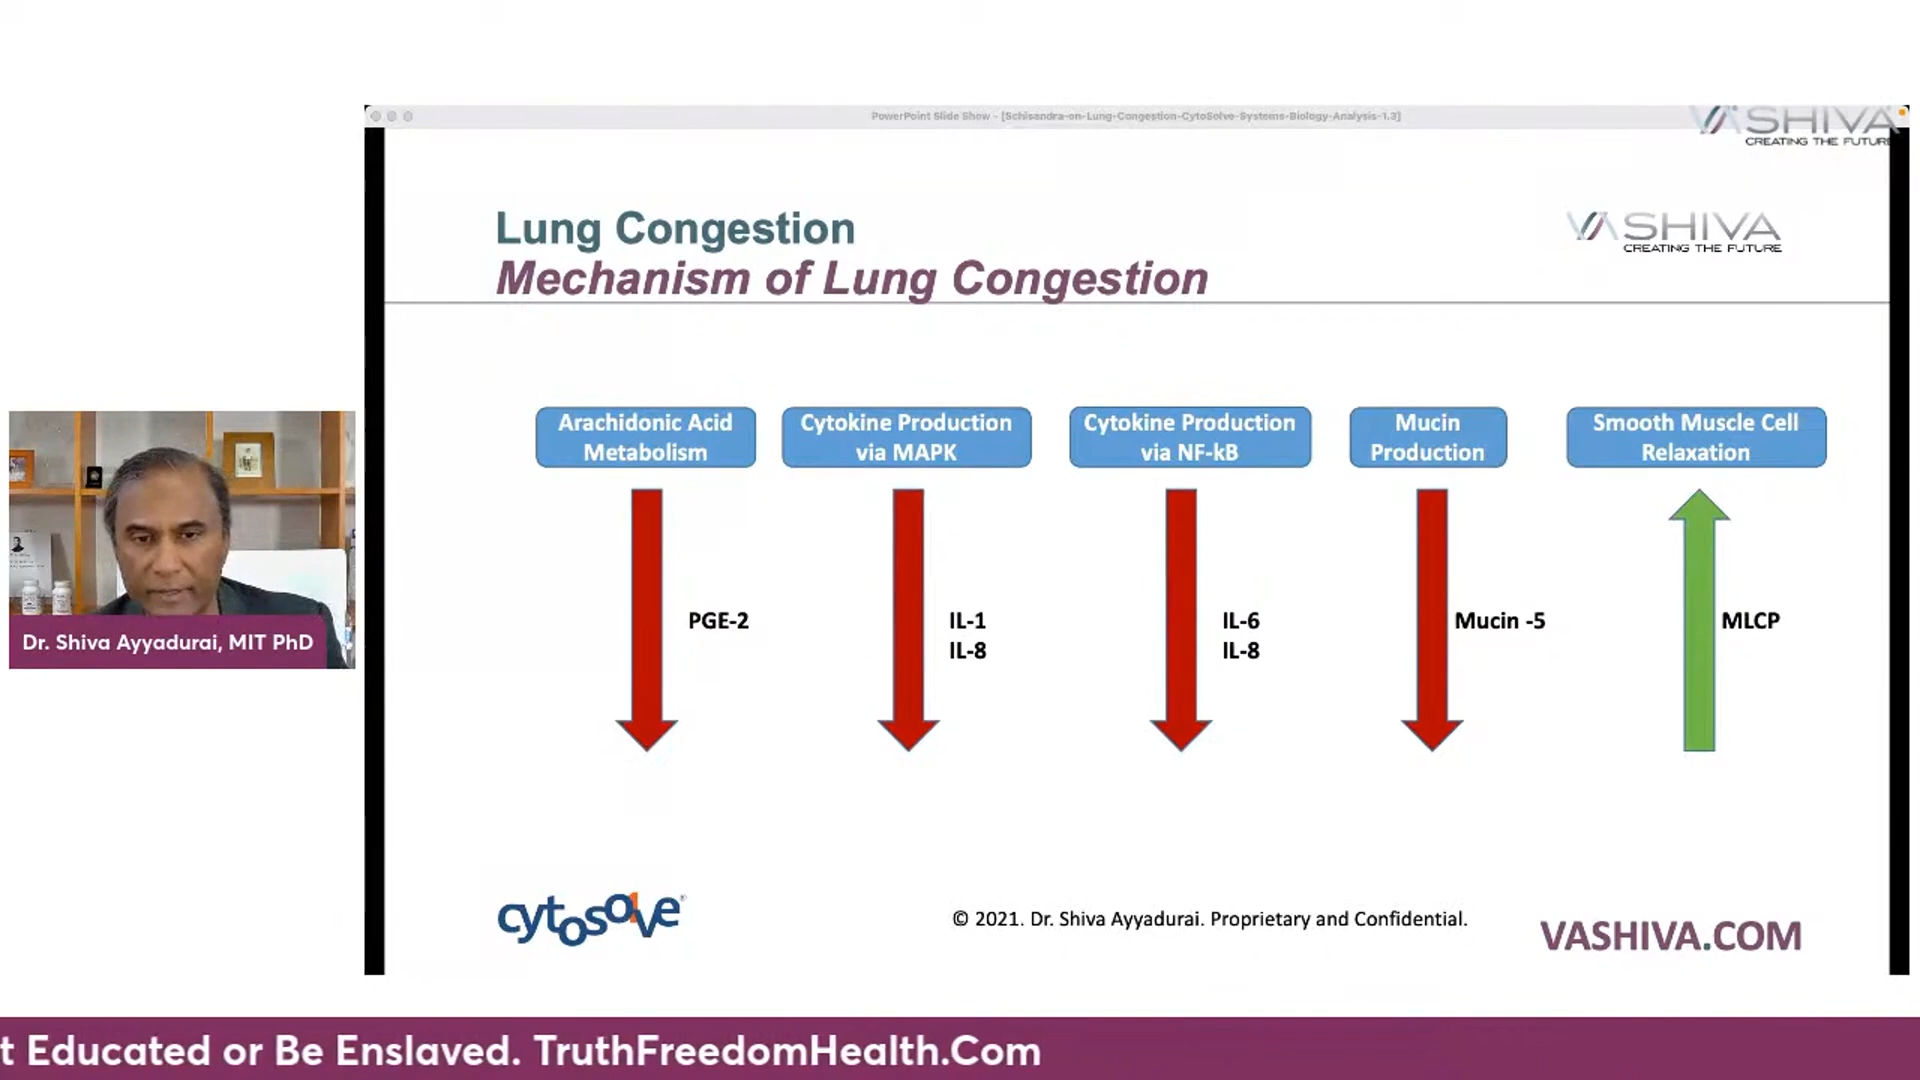 PowerPoint Slide Show - [Schisandra-on-Lung-Congestion-CytoSolve-Systems-Biology-Analysis-1.3]
VASHIVA
CREATING THE FUTURE
Lung Congestion
Mechanism of Lung Congestion
VASHIVA
CREATING THE FUTURE
Arachidonic Acid
Metabolism
Cytokine Production
via MAPK
Cytokine Production
via NF-kB
Mucin
Production
Smooth Muscle Cell
Relaxation
PGE-2
IL-1
IL-8
IL-6
IL-8
Mucin -5
MLCP
Dr. Shiva Ayyadurai, MIT PhD
cytosolve
© 2021. Dr. Shiva Ayyadurai. Proprietary and Confidential.
VASHIVA.COM
t Educated or Be Enslaved. TruthFreedomHealth.Com